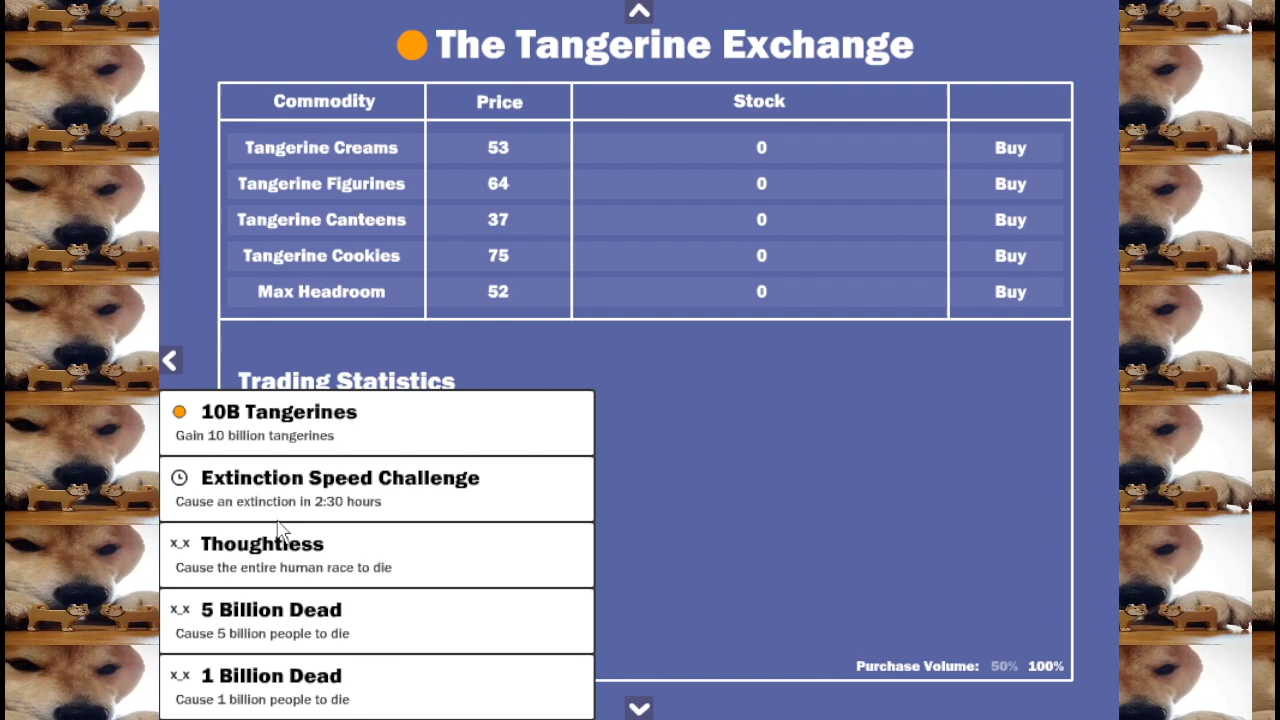 The Tangerine Exchange
Commodity Price Stock
Tangerine Creams 53 0 Buy
Tangerine Figurines 64 0 Buy
Tangerine Canteens 37 0 Buy
Tangerine Cookies 75 0 Buy
Max Headroom 52 0 Buy
Trading Statistics
10B Tangerines
Gain 10 billion tangerines
Extinction Speed Challenge
Cause an extinction in 2:30 hours
x_x Thoughtless
Cause the entire human race to die
x_x 5 Billion Dead
Cause 5 billion people to die
x_x 1 Billion Dead
Cause 1 billion people to die
Purchase Volume: 50% 100%